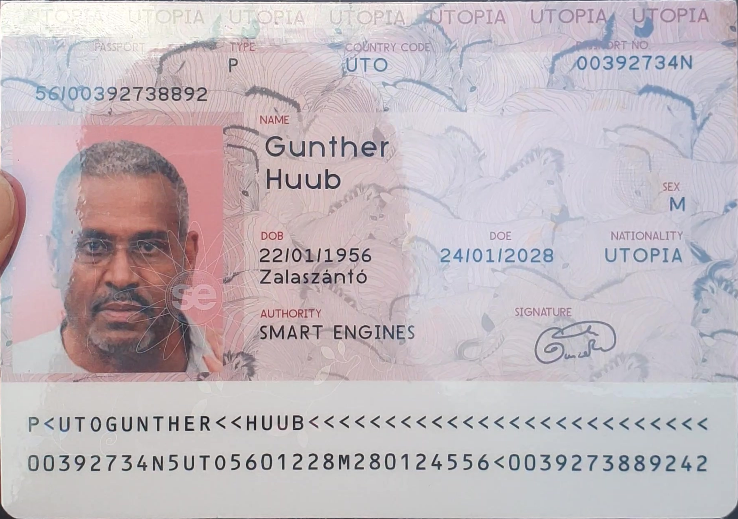 UTOPIA UTOPIA UTOPIA UTOPIA UTOPIA UTOPIA UTOPIA
PASSPORT TYPE COUNTRY CODE PASSPORT NO.
P UTO 00392734N
56/00392738892
NAME
Gunther
Huub
SEX
M
DOB DOE NATIONALITY
22/01/1956 24/01/2028 UTOPIA
Zalaszántó
AUTHORITY SIGNATURE
SMART ENGINES
se
P<UTOGUNTHER<<HUUB<<<<<<<<<<<<<<<<<<<<<<<<<<
00392734N5UTO5601228M280124556<0039273889242